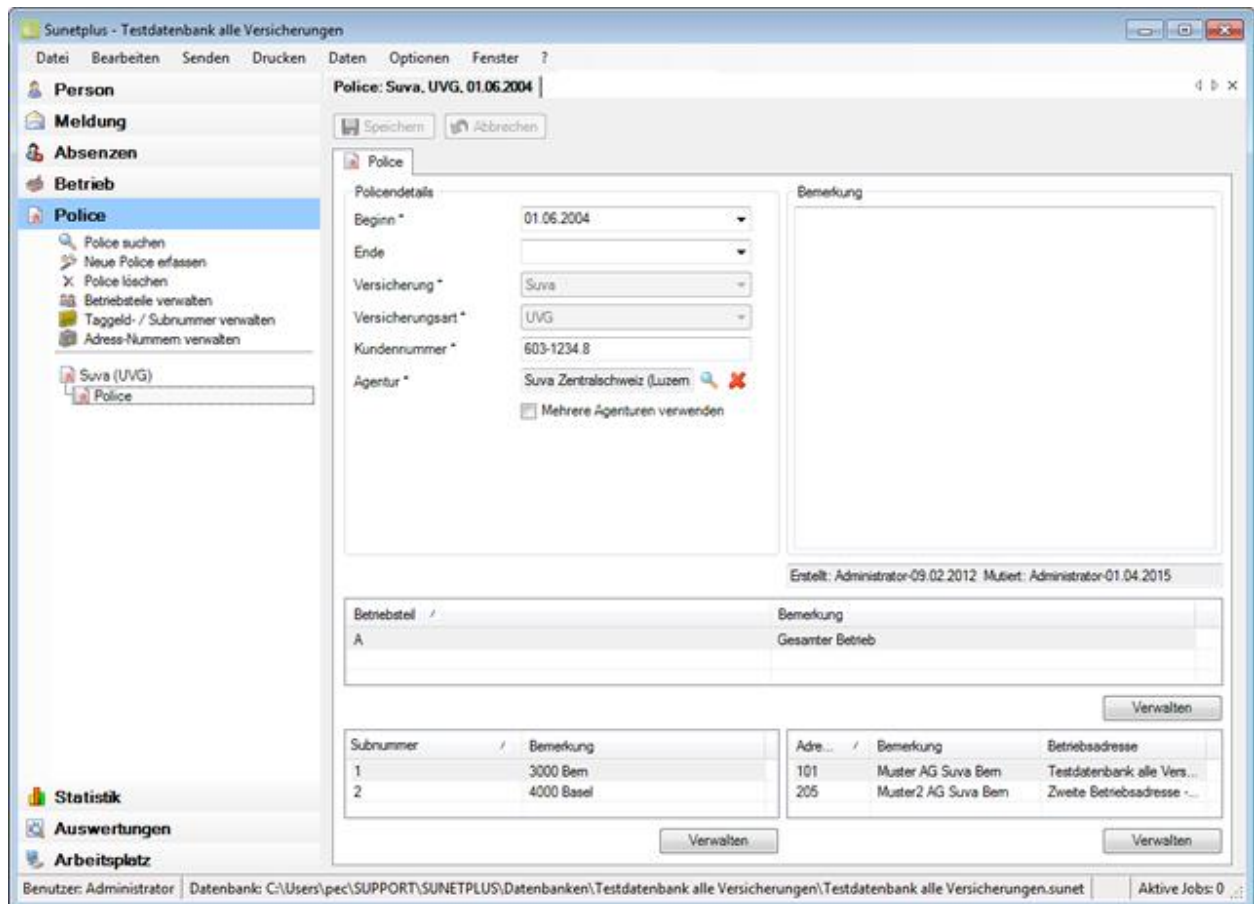 Sunetplus - Testdatenbank alle Versicherungen
Datei Bearbeiten Senden Drucken Daten Optionen Fenster ?
Person
Meldung
Absenzen
Betrieb
Police
Police suchen
Neue Police erfassen
Police löschen
Betriebsteile verwalten
Taggeld- / Subnummer verwalten
Adress-Nummern verwalten
Suva (UVG)
Police
Statistik
Auswertungen
Arbeitsplatz
Police: Suva, UVG, 01.06.2004
Speichern Abbrechen
Police
Policendetails
Beginn * 01.06.2004
Ende
Versicherung * Suva
Versicherungsart * UVG
Kundennummer * 603-1234.8
Agentur * Suva Zentralschweiz (Luzern
Mehrere Agenturen verwenden
Bemerkung
Erstellt: Administrator-09.02.2012 Mutiert: Administrator-01.04.2015
Betriebsteil / Bemerkung
A Gesamter Betrieb
Verwalten
Subnummer / Bemerkung
1 3000 Bern
2 4000 Basel
Verwalten
Adre... / Bemerkung Betriebsadresse
101 Muster AG Suva Bern Testdatenbank alle Vers...
205 Muster2 AG Suva Bern Zweite Betriebsadresse -...
Verwalten
Benutzer: Administrator Datenbank: C:\Users\pec\SUPPORT\SUNETPLUS\Datenbanken\Testdatenbank alle Versicherungen\Testdatenbank alle Versicherungen.sunet Aktive Jobs: 0